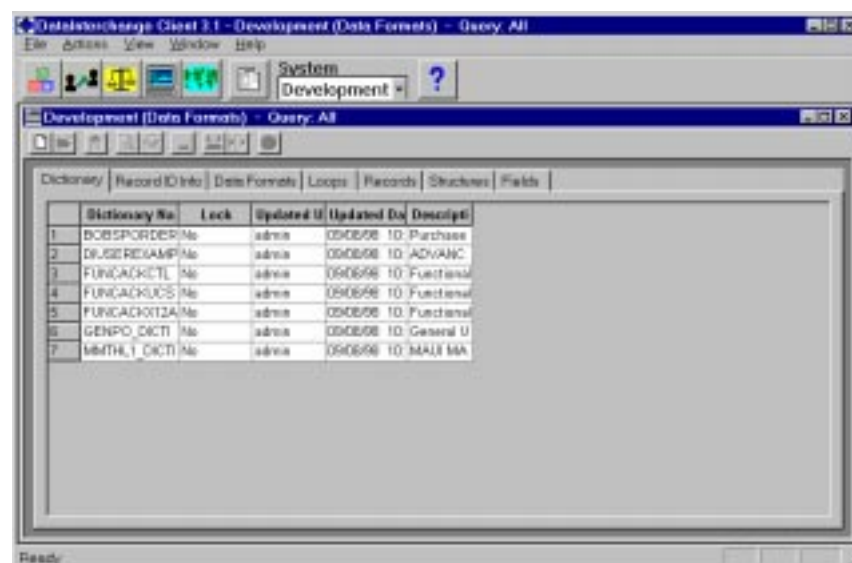 DataInterchange Client 3.1 - Development (Data Formats) - Query: All
File Actions View Window Help
System
Development
?
Development (Data Formats) - Query: All
Dictionary Record ID Info Data Formats Loops Records Structures Fields
Dictionary Na Lock Updated U Updated Da Descripti
1 BOBSPORDER No admin 09/08/98 10: Purchase
2 DIUSEREXAMP No admin 09/08/98 10: ADVANC
3 FUNCACKCTL No admin 09/08/98 10: Functional
4 FUNCACKUCS No admin 09/08/98 10: Functional
5 FUNCACKX12A No admin 09/08/98 10: Functional
6 GENPO_DICTI No admin 09/08/98 10: General U
7 MMTHL1_DICTI No admin 09/08/98 10: MAUI MA
Ready